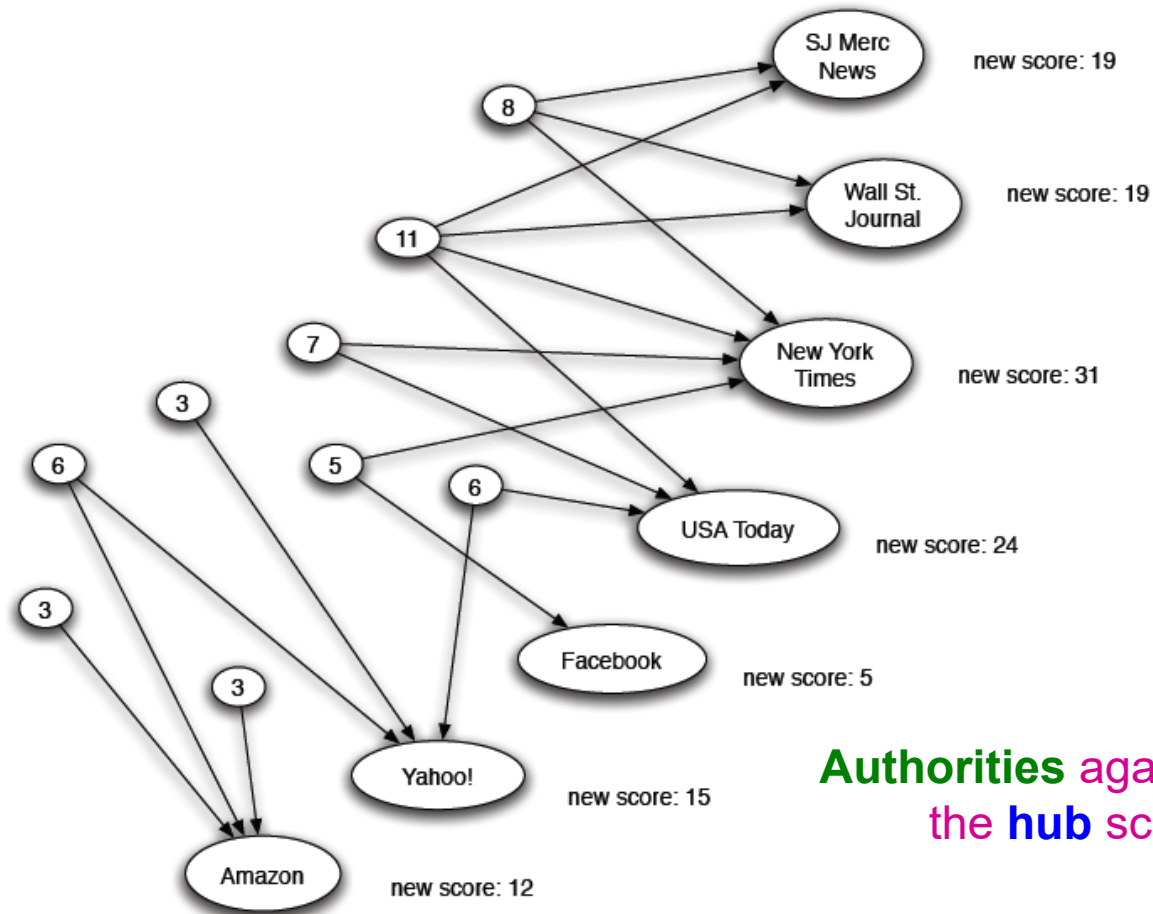 SJ Merc
News
new score: 19
8
Wall St.
Journal
new score: 19
11
7
New York
Times
new score: 31
3
6
5
6
USA Today
new score: 24
3
Facebook
new score: 5
3
Yahoo!
new score: 15
Authorities aga
the hub sc
Amazon
new score: 12